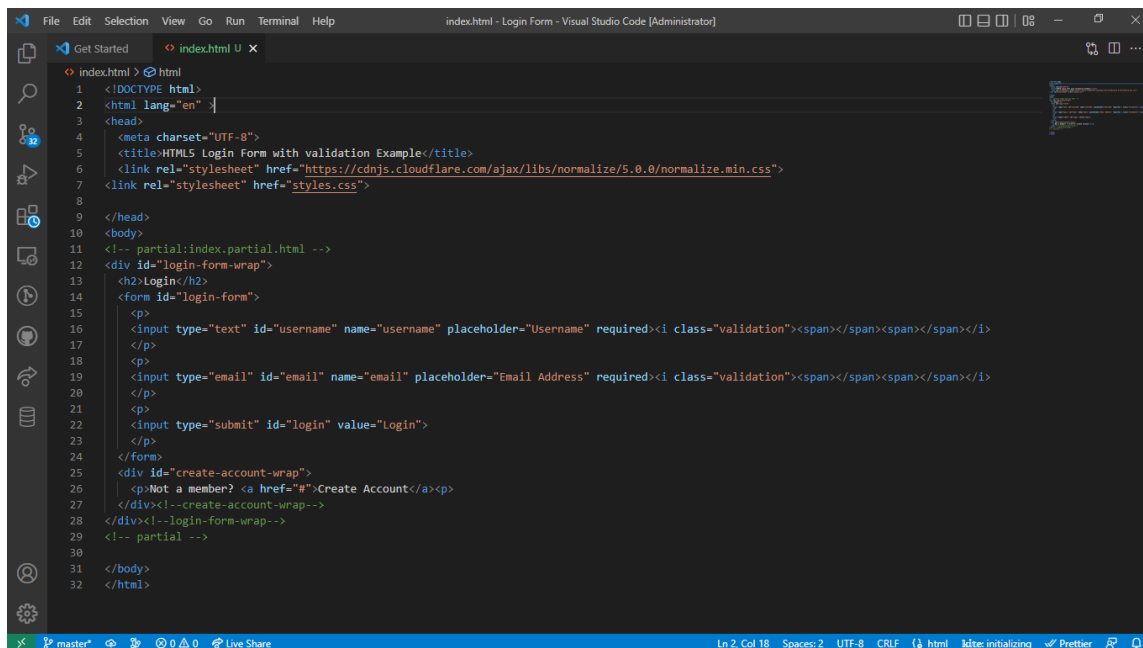 File Edit Selection View Go Run Terminal Help index.html - Login Form - Visual Studio Code [Administrator]
Get Started <> index.html U ×
<> index.html > html
1 <!DOCTYPE html>
2 <html lang="en" >
3 <head>
4 <meta charset="UTF-8">
5 <title>HTML5 Login Form with validation Example</title>
6 <link rel="stylesheet" href="https://cdnjs.cloudflare.com/ajax/libs/normalize/5.0.0/normalize.min.css">
7 <link rel="stylesheet" href="styles.css">
8
9 </head>
10 <body>
11 <!-- partial:index.partial.html -->
12 <div id="login-form-wrap">
13 <h2>Login</h2>
14 <form id="login-form">
15 <p>
16 <input type="text" id="username" name="username" placeholder="Username" required><i class="validation"><span></span><span></span></i>
17 </p>
18 <p>
19 <input type="email" id="email" name="email" placeholder="Email Address" required><i class="validation"><span></span><span></span></i>
20 </p>
21 <p>
22 <input type="submit" id="login" value="Login">
23 </p>
24 </form>
25 <div id="create-account-wrap">
26 <p>Not a member? <a href="#">Create Account</a><p>
27 </div><!--create-account-wrap-->
28 </div><!--login-form-wrap-->
29 <!-- partial -->
30
31 </body>
32 </html>
32
master* 0 0 Live Share Ln 2, Col 18 Spaces: 2 UTF-8 CRLF html kite: initializing Prettier